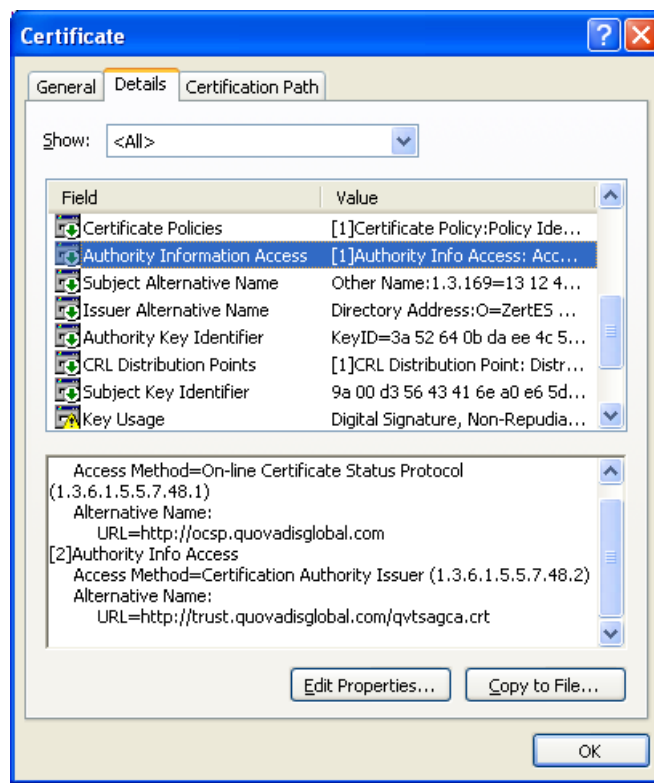 Certificate
General Details Certification Path
Show: <All>
Field Value
Certificate Policies [1]Certificate Policy:Policy Ide...
Authority Information Access [1]Authority Info Access: Acc...
Subject Alternative Name Other Name:1.3.169=13 12 4...
Issuer Alternative Name Directory Address:O=ZertES ...
Authority Key Identifier KeyID=3a 52 64 0b da ee 4c 5...
CRL Distribution Points [1]CRL Distribution Point: Distr...
Subject Key Identifier 9a 00 d3 56 43 41 6e a0 e6 5d...
Key Usage Digital Signature, Non-Repudia...
Access Method=On-line Certificate Status Protocol
(1.3.6.1.5.5.7.48.1)
Alternative Name:
URL=http://ocsp.quovadisglobal.com
[2]Authority Info Access
Access Method=Certification Authority Issuer (1.3.6.1.5.5.7.48.2)
Alternative Name:
URL=http://trust.quovadisglobal.com/qvtsagca.crt
Edit Properties... Copy to File...
OK